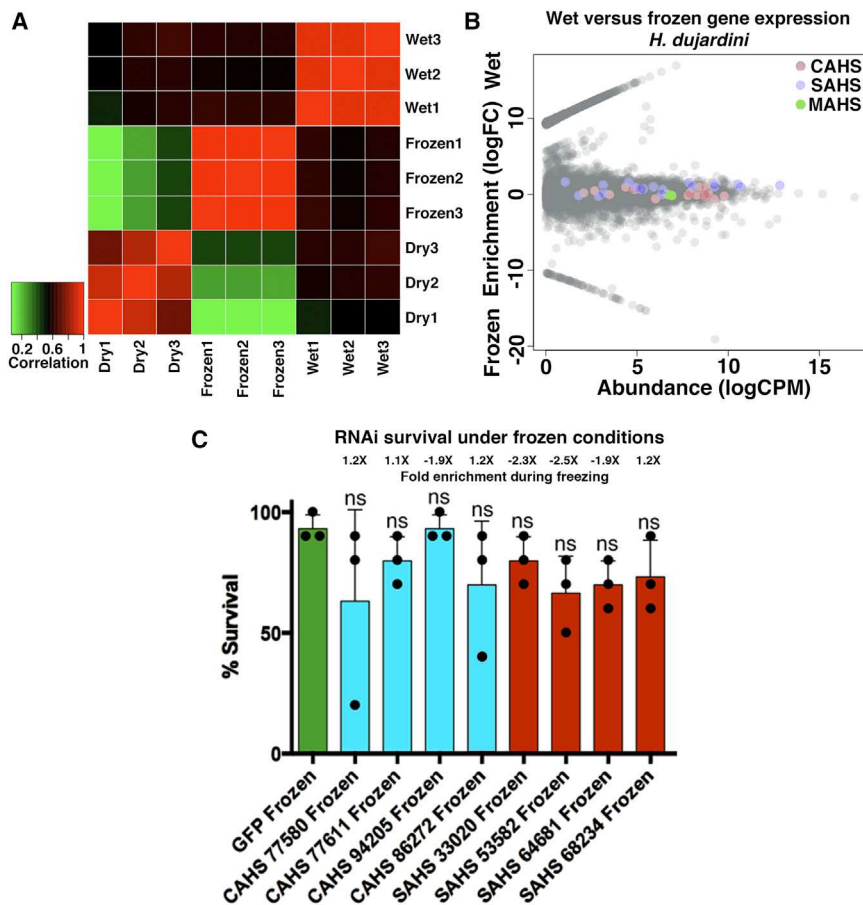 A
Wet3
Wet2
Wet1
Frozen1
Frozen2
Frozen3
Dry3
Dry2
Dry1
0.2 0.6 1
Correlation
Dry1 Dry2 Dry3 Frozen1 Frozen2 Frozen3 Wet1 Wet2 Wet3
B
Wet versus frozen gene expression
H. dujardini
CAHS
SAHS
MAHS
Frozen Enrichment (logFC) Wet
10
0
-10
-20
0 5 10 15
Abundance (logCPM)
C
RNAi survival under frozen conditions
1.2X 1.1X -1.9X 1.2X -2.3X -2.5X -1.9X 1.2X
Fold enrichment during freezing
ns ns ns ns ns ns ns ns
100
50
0
% Survival
GFP Frozen
CAHS 77580 Frozen
CAHS 77611 Frozen
CAHS 94205 Frozen
CAHS 86272 Frozen
SAHS 33020 Frozen
SAHS 53582 Frozen
SAHS 64681 Frozen
SAHS 68234 Frozen